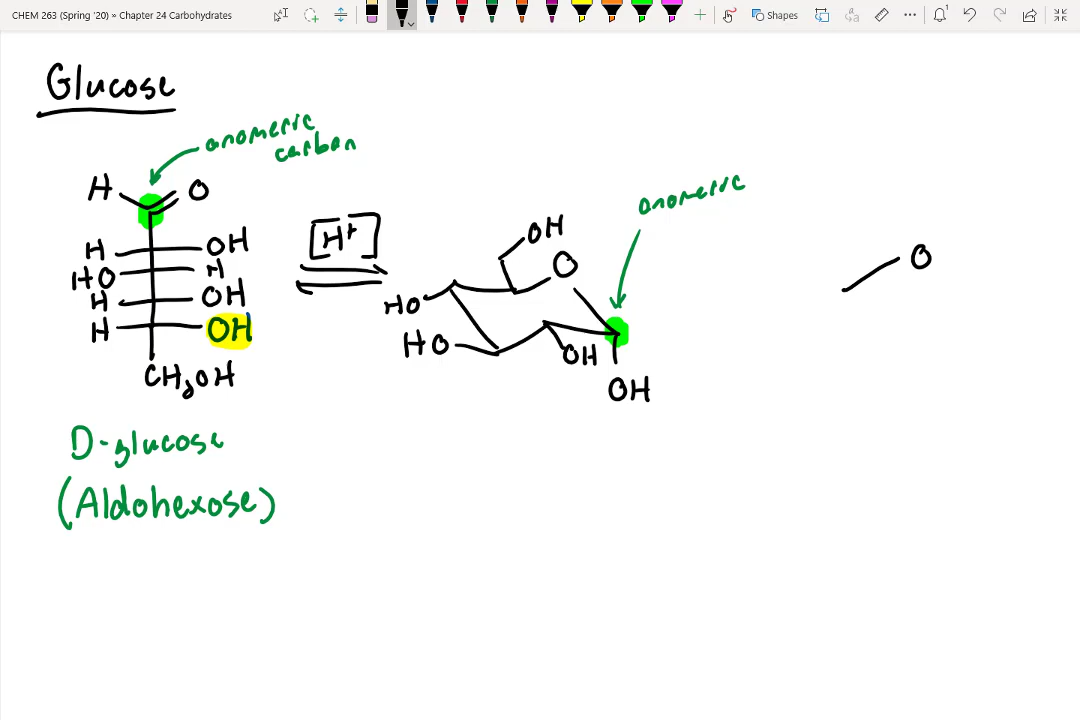 CHEM 263 (Spring '20) » Chapter 24 Carbohydrates
Shapes
1
Glucose
anomeric
carbon
H O
H OH
HO H
H OH
H OH
CH2OH
[H+]
OH
O
HO
HO
OH
OH
anomeric
O
D-glucose
(Aldohexose)